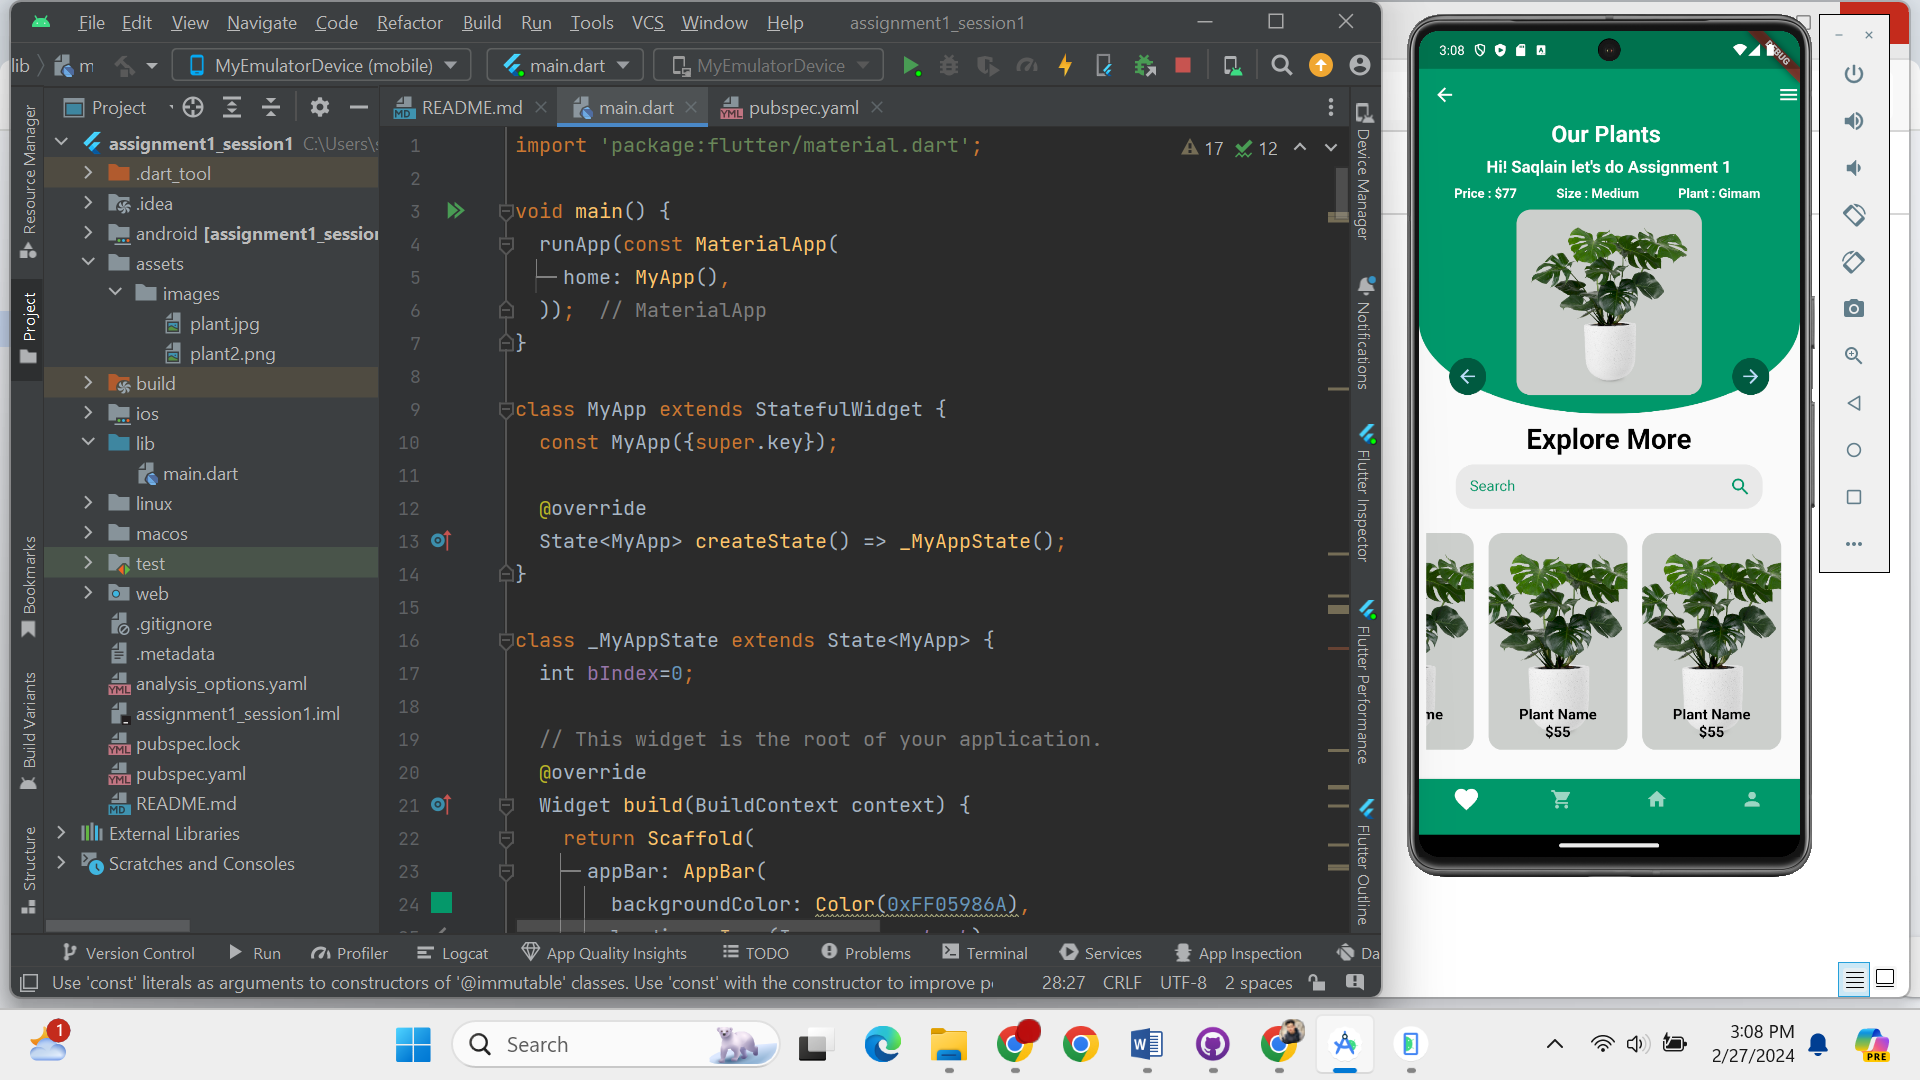 File Edit View Navigate Code Refactor Build Run Tools VCS Window Help assignment1_session1
lib m MyEmulatorDevice (mobile) main.dart MyEmulatorDevice
Project README.md main.dart pubspec.yaml
Resource Manager
Project
Bookmarks
Build Variants
Structure
assignment1_session1 C:\Users\
.dart_tool
.idea
android [assignment1_session
assets
images
plant.jpg
plant2.png
build
ios
lib
main.dart
linux
macos
test
web
.gitignore
.metadata
analysis_options.yaml
assignment1_session1.iml
pubspec.lock
pubspec.yaml
README.md
External Libraries
Scratches and Consoles
17 12
1 import 'package:flutter/material.dart';
2
3 void main() {
4 runApp(const MaterialApp(
5 home: MyApp(),
6 )); // MaterialApp
7 }
8
9 class MyApp extends StatefulWidget {
10 const MyApp({super.key});
11
12 @override
13 State<MyApp> createState() => _MyAppState();
14 }
15
16 class _MyAppState extends State<MyApp> {
17 int bIndex=0;
18
19 // This widget is the root of your application.
20 @override
21 Widget build(BuildContext context) {
22 return Scaffold(
23 appBar: AppBar(
24 backgroundColor: Color(0xFF05986A),
Device Manager
Notifications
Flutter Inspector
Flutter Performance
Flutter Outline
Version Control Run Profiler Logcat App Quality Insights TODO Problems Terminal Services App Inspection Da
Use 'const' literals as arguments to constructors of '@immutable' classes. Use 'const' with the constructor to improve p 28:27 CRLF UTF-8 2 spaces
3:08
DEBUG
Our Plants
Hi! Saqlain let's do Assignment 1
Price : $77 Size : Medium Plant : Gimam
Explore More
Search
me Plant Name Plant Name
$55 $55
1 Search 3:08 PM
2/27/2024
PRE